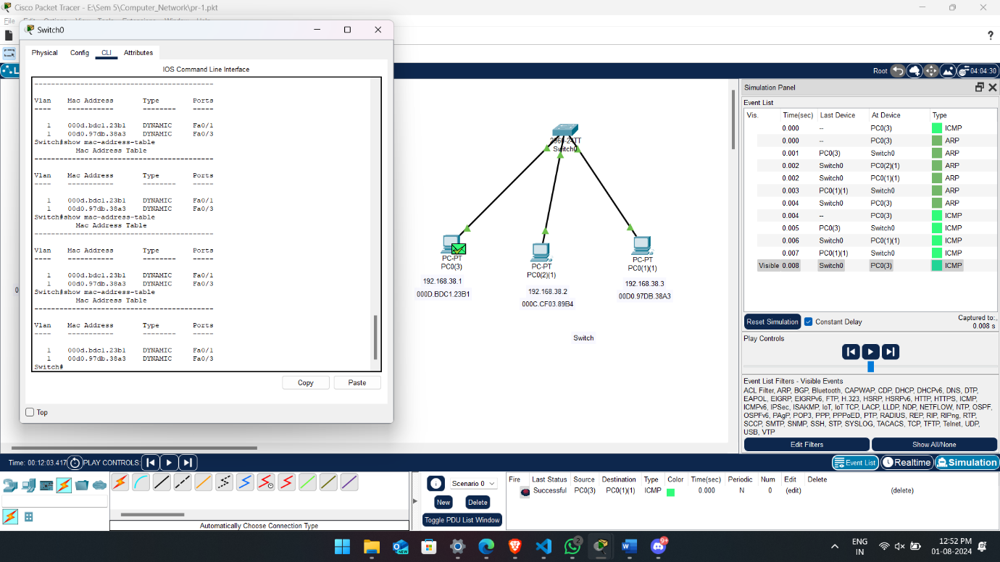 Cisco Packet Tracer - E:\Sem 5\Computer_Network\pr-1.pkt
File
Switch0
Physical Config CLI Attributes
IOS Command Line Interface
-------------------------------------------
Vlan Mac Address Type Ports
---- ----------- -------- -----
1 000d.bdc1.23b1 DYNAMIC Fa0/1
1 00d0.97db.38a3 DYNAMIC Fa0/3
Switch#show mac-address-table
Mac Address Table
-------------------------------------------
Vlan Mac Address Type Ports
---- ----------- -------- -----
1 000d.bdc1.23b1 DYNAMIC Fa0/1
1 00d0.97db.38a3 DYNAMIC Fa0/3
Switch#show mac-address-table
Mac Address Table
-------------------------------------------
Vlan Mac Address Type Ports
---- ----------- -------- -----
1 000d.bdc1.23b1 DYNAMIC Fa0/1
1 00d0.97db.38a3 DYNAMIC Fa0/3
Switch#show mac-address-table
Mac Address Table
-------------------------------------------
Vlan Mac Address Type Ports
---- ----------- -------- -----
1 000d.bdc1.23b1 DYNAMIC Fa0/1
1 00d0.97db.38a3 DYNAMIC Fa0/3
Switch#
Copy Paste
Top
Root 04:04:30
2960-24TT
Switch0
PC-PT
PC0(3)
192.168.38.1
000D.BDC1.23B1
PC-PT
PC0(2)(1)
192.168.38.2
000C.CF03.89B4
PC-PT
PC0(1)(1)
192.168.38.3
00D0.97DB.38A3
Switch
Simulation Panel
Event List
Vis. Time(sec) Last Device At Device Type
0.000 -- PC0(3) ICMP
0.000 -- PC0(3) ARP
0.001 PC0(3) Switch0 ARP
0.002 Switch0 PC0(2)(1) ARP
0.002 Switch0 PC0(1)(1) ARP
0.003 PC0(1)(1) Switch0 ARP
0.004 Switch0 PC0(3) ARP
0.004 -- PC0(3) ICMP
0.005 PC0(3) Switch0 ICMP
0.006 Switch0 PC0(1)(1) ICMP
0.007 PC0(1)(1) Switch0 ICMP
Visible 0.008 Switch0 PC0(3) ICMP
Reset Simulation Constant Delay Captured to:
0.008 s
Play Controls
Event List Filters - Visible Events
ACL Filter, ARP, BGP, Bluetooth, CAPWAP, CDP, DHCP, DHCPv6, DNS, DTP,
EAPOL, EIGRP, EIGRPv6, FTP, H.323, HSRP, HSRPv6, HTTP, HTTPS, ICMP,
ICMPv6, IPSec, ISAKMP, IoT, IoT TCP, LACP, LLDP, NDP, NETFLOW, NTP, OSPF,
OSPFv6, PAgP, POP3, PPP, PPPoED, PTP, RADIUS, REP, RIP, RIPng, RTP,
SCCP, SMTP, SNMP, SSH, STP, SYSLOG, TACACS, TCP, TFTP, Telnet, UDP,
USB, VTP
Edit Filters Show All/None
Time: 00:12:03.417 PLAY CONTROLS: Event List Realtime Simulation
Automatically Choose Connection Type
Scenario 0
New Delete
Toggle PDU List Window
Fire Last Status Source Destination Type Color Time(sec) Periodic Num Edit Delete
Successful PC0(3) PC0(1)(1) ICMP 0.000 N 0 (edit) (delete)
NEW
2
9+
ENG
IN
12:52 PM
01-08-2024